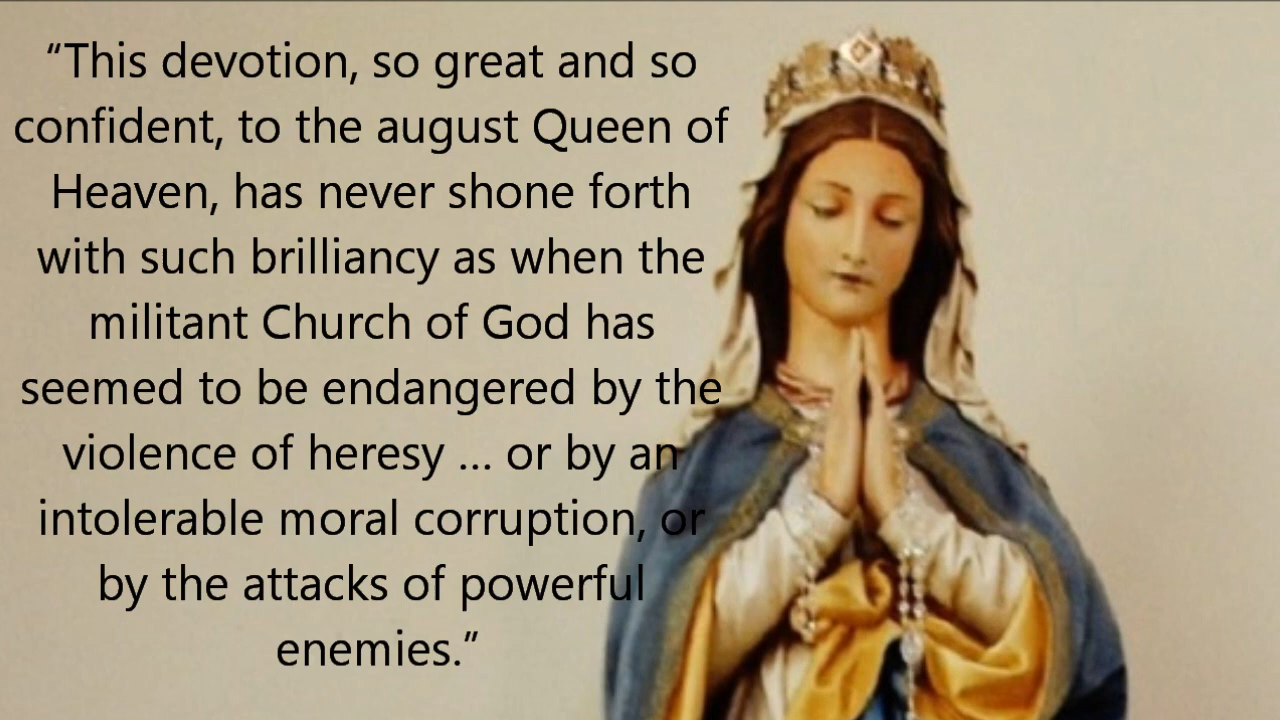 “This devotion, so great and so
confident, to the august Queen of
Heaven, has never shone forth
with such brilliancy as when the
militant Church of God has
seemed to be endangered by the
violence of heresy ... or by an
intolerable moral corruption, or
by the attacks of powerful
enemies.”